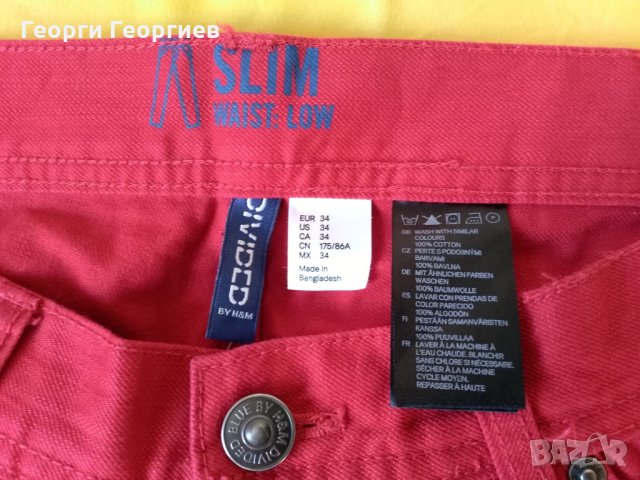 Георги Георгиев
SLIM
WAIST: LOW
DIVIDED
BY H&M
EUR 34
US 34
CA 34
CN 175/86A
MX 34
Made in
Bangladesh
GB WASH WITH SIMILAR
COLOURS
100% COTTON
CZ PERTE S PODOBNÝMI
BARVAMI
100% BAVLNA
DE MIT ÄHNLICHEN FARBEN
WASCHEN
100% BAUMWOLLE
ES LAVAR CON PRENDAS DE
COLOR PARECIDO
100% ALGODÓN
FI PESTÄÄN SAMANVÄRISTEN
KANSSA
100% PUUVILLAA
FR LAVER À LA MACHINE À
L'EAU CHAUDE. BLANCHIR
SANS CHLORE SI NÉCESSAIRE.
SÉCHER À LA MACHINE
CYCLE MOYEN.
REPASSER À HAUTE
DIVIDED BLUE BY H&M
BAZAR